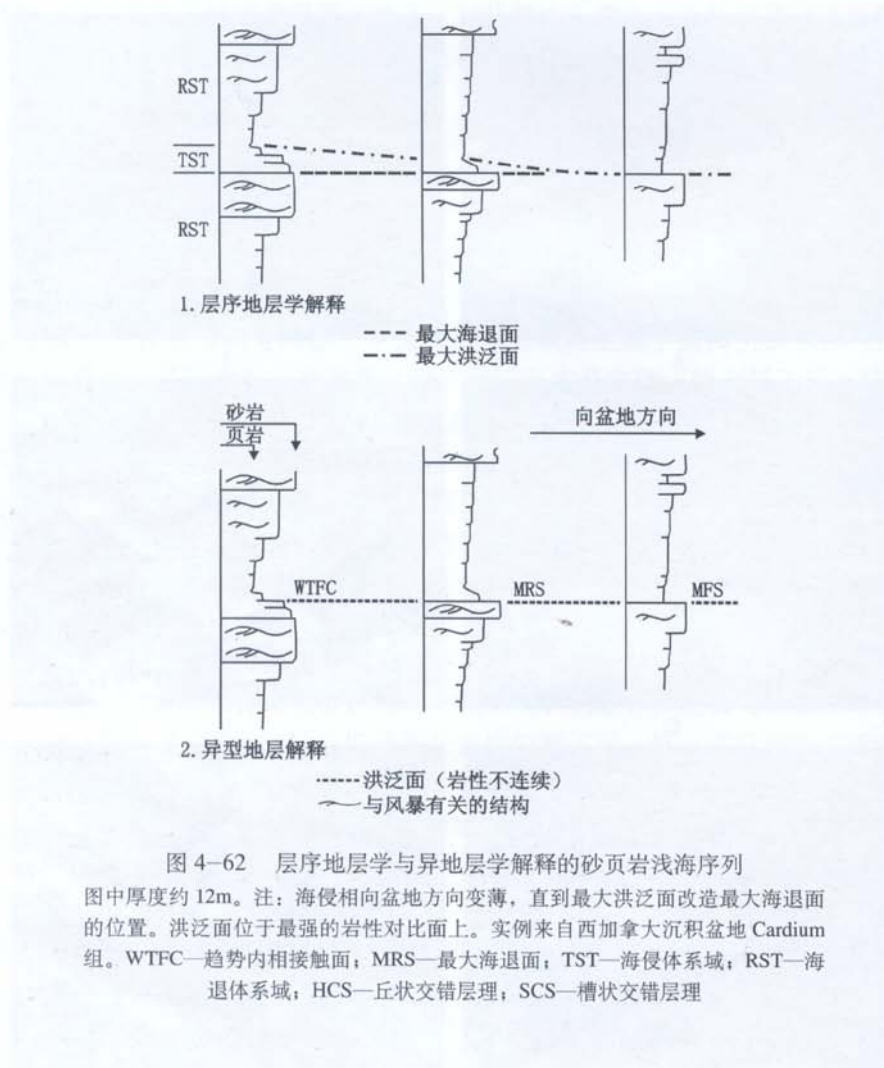 RST
TST
RST
1. 层序地层学解释
最大海退面
最大洪泛面
砂岩
页岩
向盆地方向
WTFC
MRS
MFS
2. 异型地层解释
洪泛面（岩性不连续）
与风暴有关的结构
图 4-62 层序地层学与异地层学解释的砂页岩浅海序列
图中厚度约 12m。注：海侵相向盆地方向变薄，直到最大洪泛面改造最大海退面
的位置。洪泛面位于最强的岩性对比面上。实例来自西加拿大沉积盆地 Cardium
组。WTFC—趋势内相接触面；MRS—最大海退面；TST—海侵体系域；RST—海
退体系域；HCS—丘状交错层理；SCS—槽状交错层理